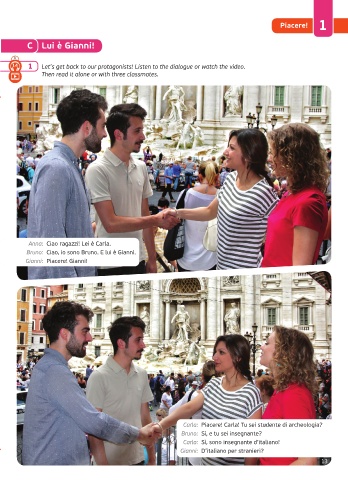 Piacere! 1
C Lui è Gianni!
1 Let's get back to our protagonists! Listen to the dialogue or watch the video.
Then read it alone or with three classmates.
Anna: Ciao ragazzi! Lei è Carla.
Bruno: Ciao, io sono Bruno. E lui è Gianni.
Gianni: Piacere! Gianni!
Carla: Piacere! Carla! Tu sei studente di archeologia?
Bruno: Sì, e tu sei insegnante?
Carla: Sì, sono insegnante d'italiano!
Gianni: D'italiano per stranieri?
13